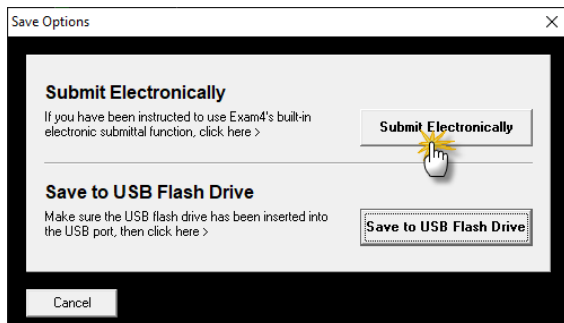 Save Options
Submit Electronically
If you have been instructed to use Exam4's built-in
electronic submittal function, click here >
Submit Electronically
Save to USB Flash Drive
Make sure the USB flash drive has been inserted into
the USB port, then click here >
Save to USB Flash Drive
Cancel